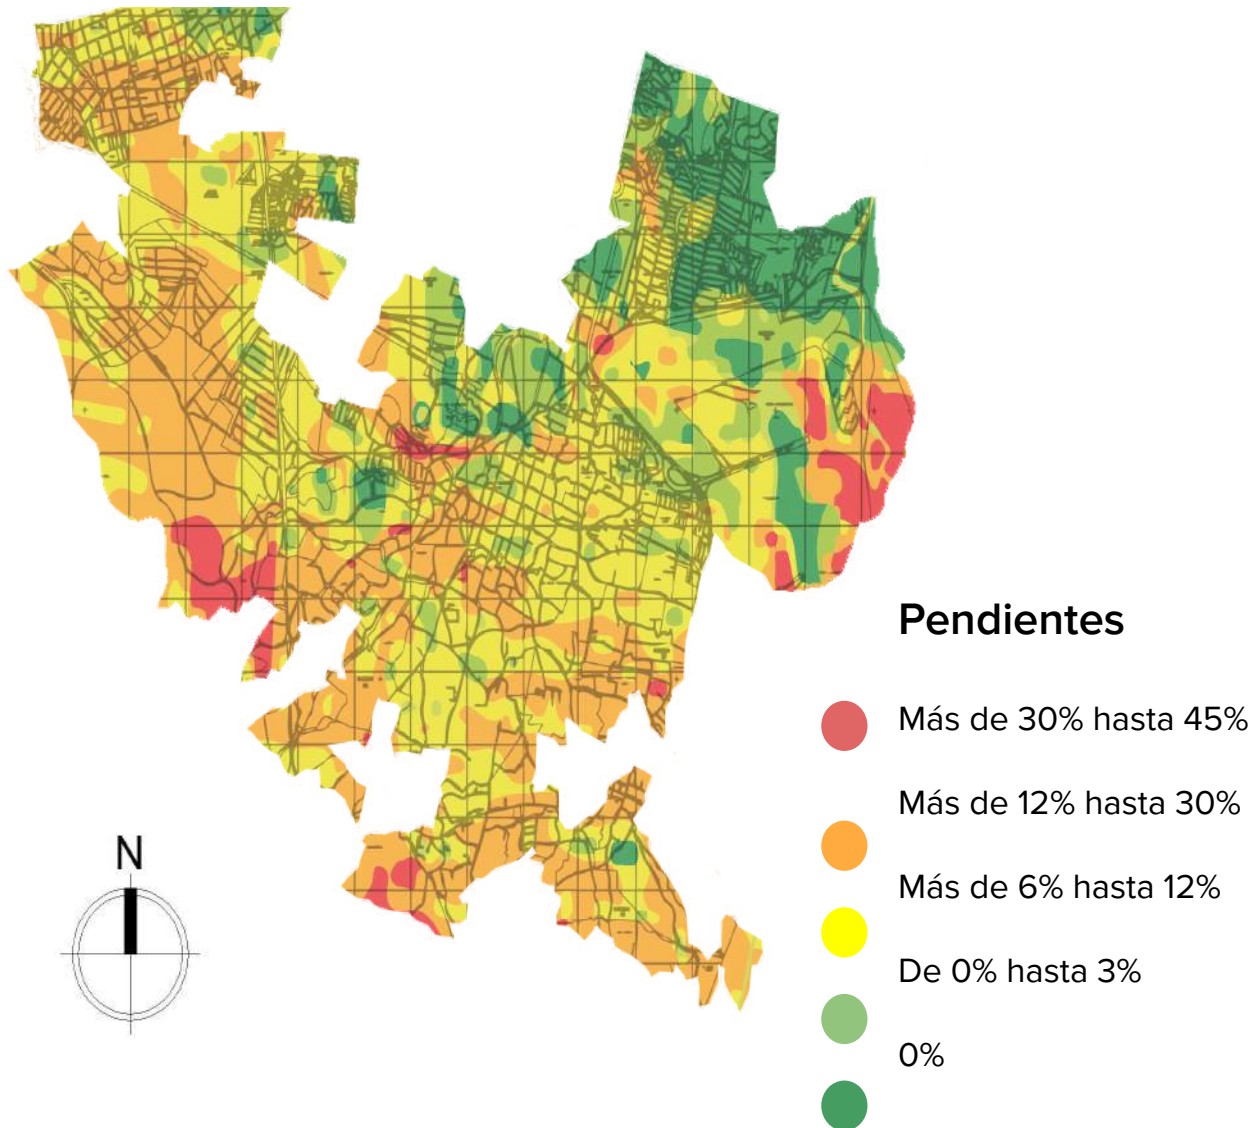 Pendientes
Más de 30% hasta 45%
Más de 12% hasta 30%
N
Más de 6% hasta 12%
De 0% hasta 3%
0%